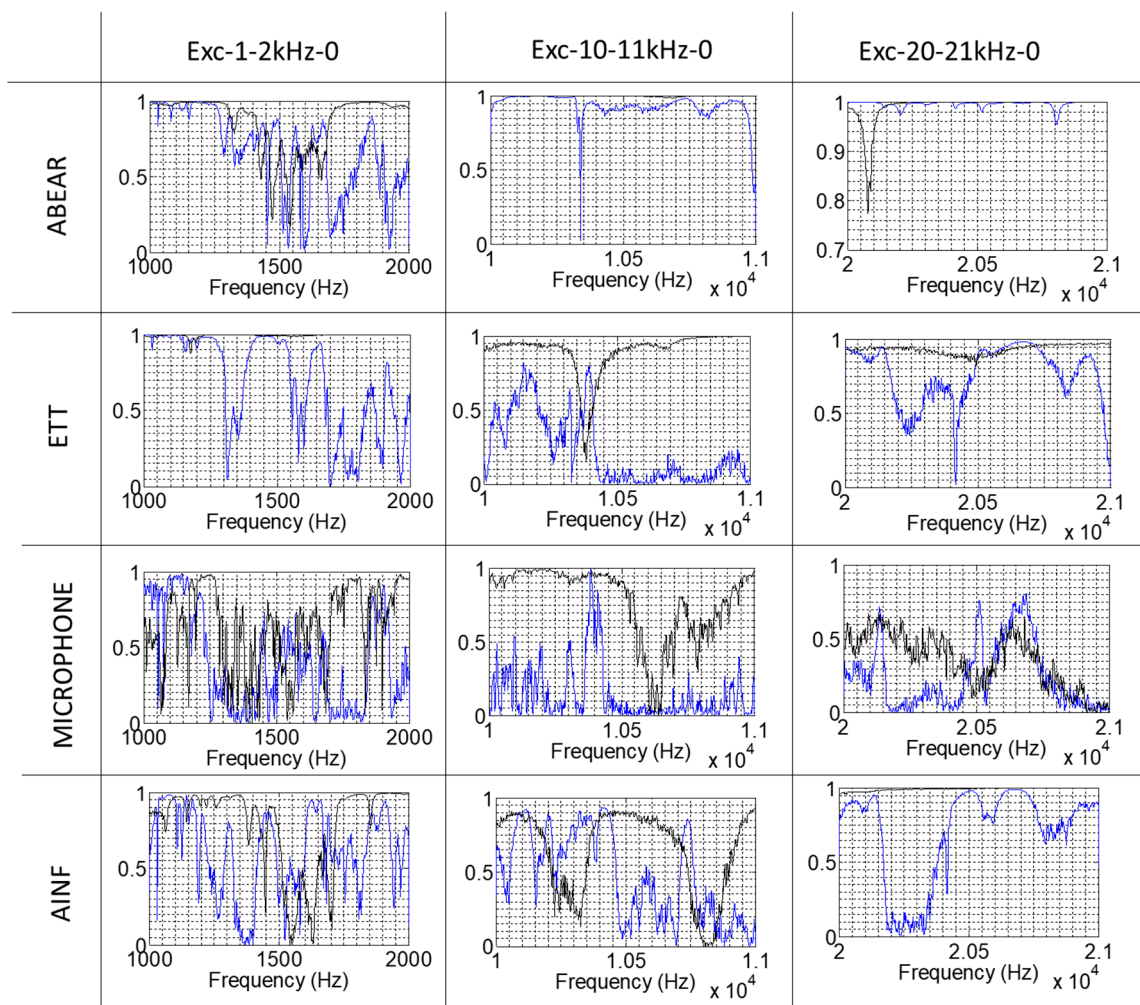 Exc-1-2kHz-0
Exc-10-11kHz-0
Exc-20-21kHz-0
ABEAR
1
0.5
0
1000
1500
2000
Frequency (Hz)
1
0.5
0
1
1.05
1.1
Frequency (Hz)
x 10^4
1
0.9
0.8
0.7
2
2.05
2.1
Frequency (Hz)
x 10^4
ETT
1
0.5
0
1000
1500
2000
Frequency (Hz)
1
0.5
0
1
1.05
1.1
Frequency (Hz)
x 10^4
1
0.5
0
2
2.05
2.1
Frequency (Hz)
x 10^4
MICROPHONE
1
0.5
0
1000
1500
2000
Frequency (Hz)
1
0.5
0
1
1.05
1.1
Frequency (Hz)
x 10^4
1
0.5
0
2
2.05
2.1
Frequency (Hz)
x 10^4
AINF
1
0.5
0
1000
1500
2000
Frequency (Hz)
1
0.5
0
1
1.05
1.1
Frequency (Hz)
x 10^4
1
0.5
0
2
2.05
2.1
Frequency (Hz)
x 10^4